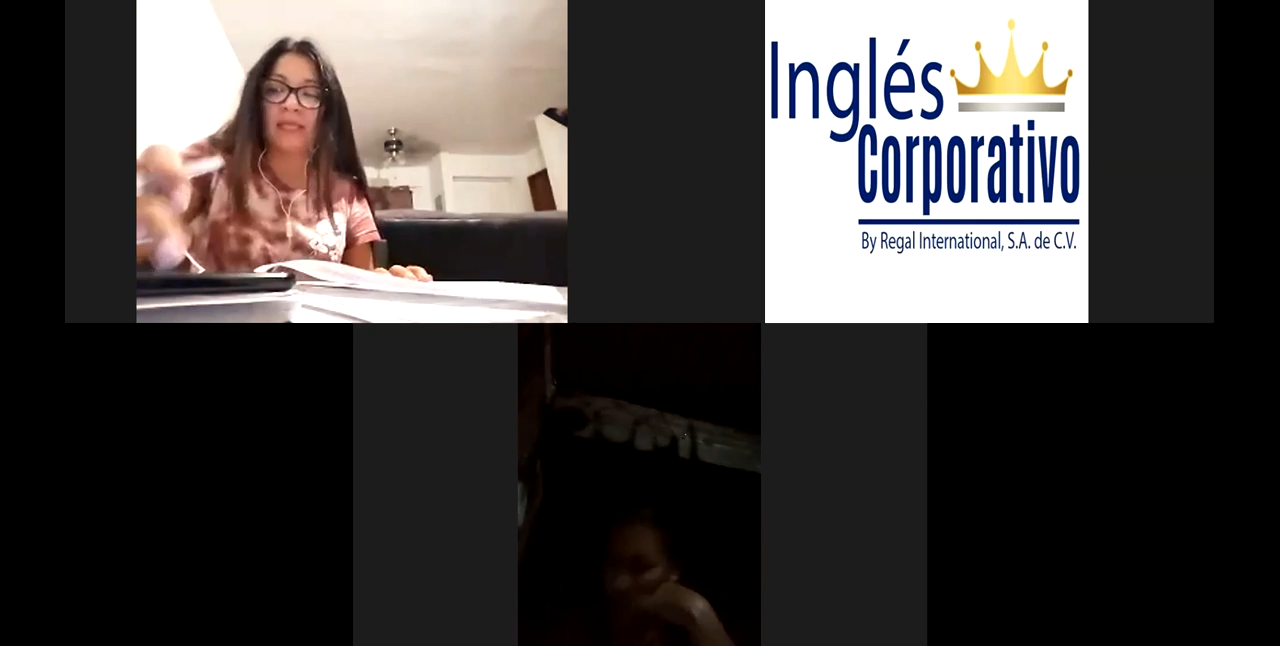 Inglés
Corporativo
By Regal International, S.A. de C.V.